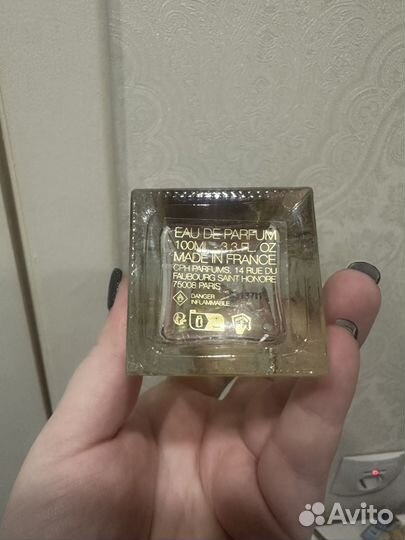 EAU DE PARFUM
100ML - 3.3 FL. OZ
MADE IN FRANCE
CPH PARFUMS, 14 RUE DU
FAUBOURG SAINT HONORE
75008 PARIS
DANGER
INFLAMMABLE
Avito